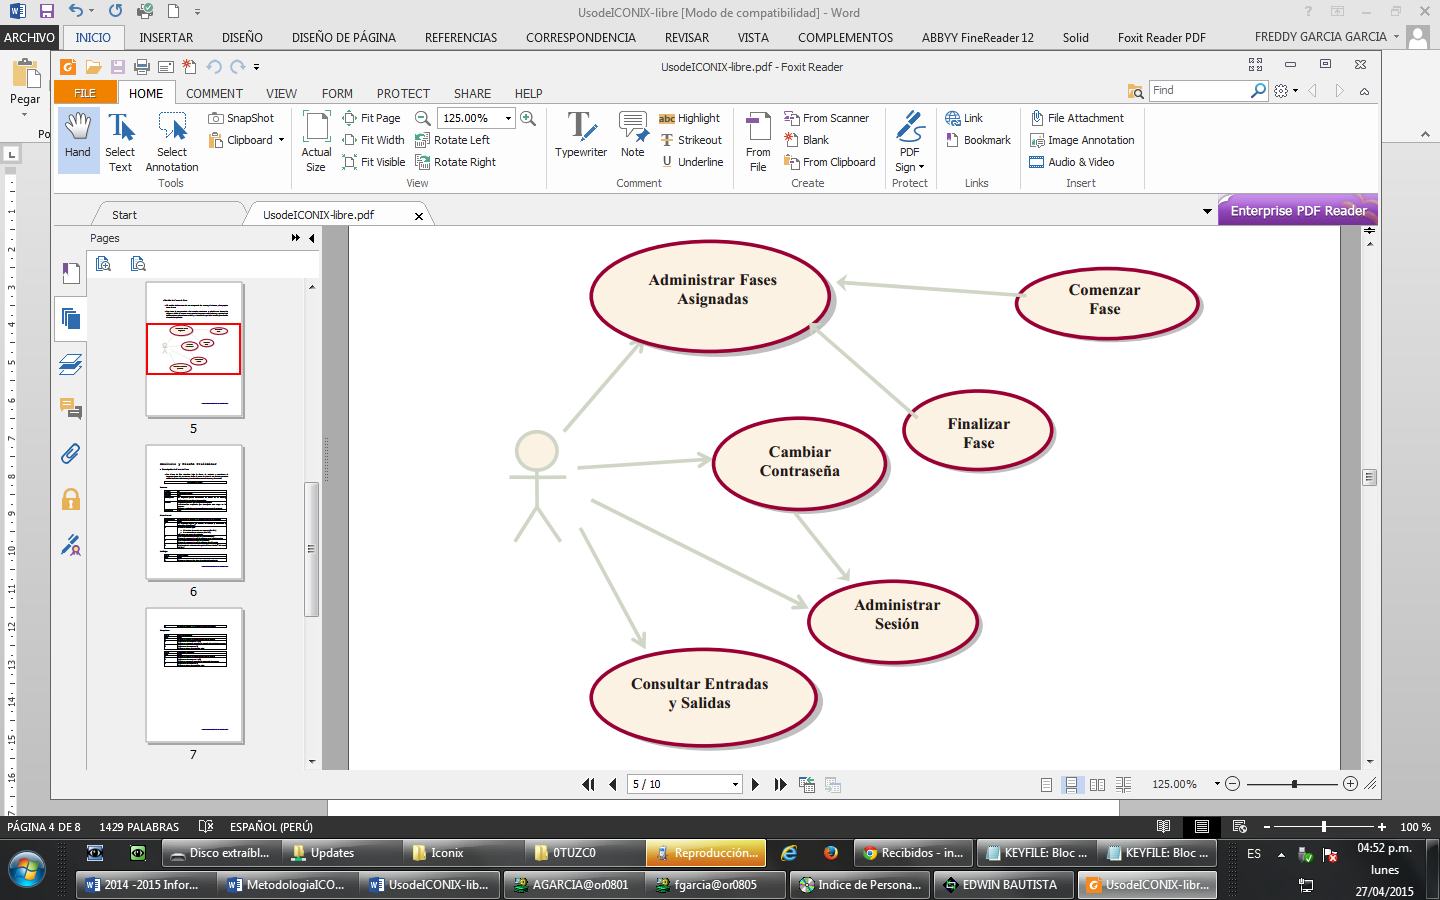 UsodeICONIX-libre [Modo de compatibilidad] - Word
ARCHIVO INICIO INSERTAR DISEÑO DISEÑO DE PÁGINA REFERENCIAS CORRESPONDENCIA REVISAR VISTA COMPLEMENTOS ABBYY FineReader 12 Solid Foxit Reader PDF FREDDY GARCIA GARCIA
Pegar
Po
UsodeICONIX-libre.pdf - Foxit Reader
FILE HOME COMMENT VIEW FORM PROTECT SHARE HELP Find
Hand Select Text Select Annotation SnapShot Clipboard
Tools
Actual Size Fit Page Fit Width Fit Visible 125.00% Rotate Left Rotate Right
View
Typewriter Note Highlight Strikeout Underline
Comment
From File From Scanner Blank From Clipboard
Create
PDF Sign
Protect
Link Bookmark
Links
File Attachment Image Annotation Audio & Video
Insert
Start UsodeICONIX-libre.pdf Enterprise PDF Reader
Pages
5
6
7
Administrar Fases
Asignadas
Comenzar
Fase
Finalizar
Fase
Cambiar
Contraseña
Administrar
Sesión
Consultar Entradas
y Salidas
5 / 10 125.00%
PÁGINA 4 DE 8 1429 PALABRAS ESPAÑOL (PERÚ) 100 %
Disco extraíbl... Updates Iconix 0TUZC0 Reproducción... Recibidos - in... KEYFILE: Bloc ... KEYFILE: Bloc ... ES 04:52 p.m.
lunes
2014 -2015 Infor... MetodologiaICO... UsodeICONIX-lib... AGARCIA@or0801 fgarcia@or0805 Indice de Persona... EDWIN BAUTISTA UsodeICONIX-libr... 27/04/2015